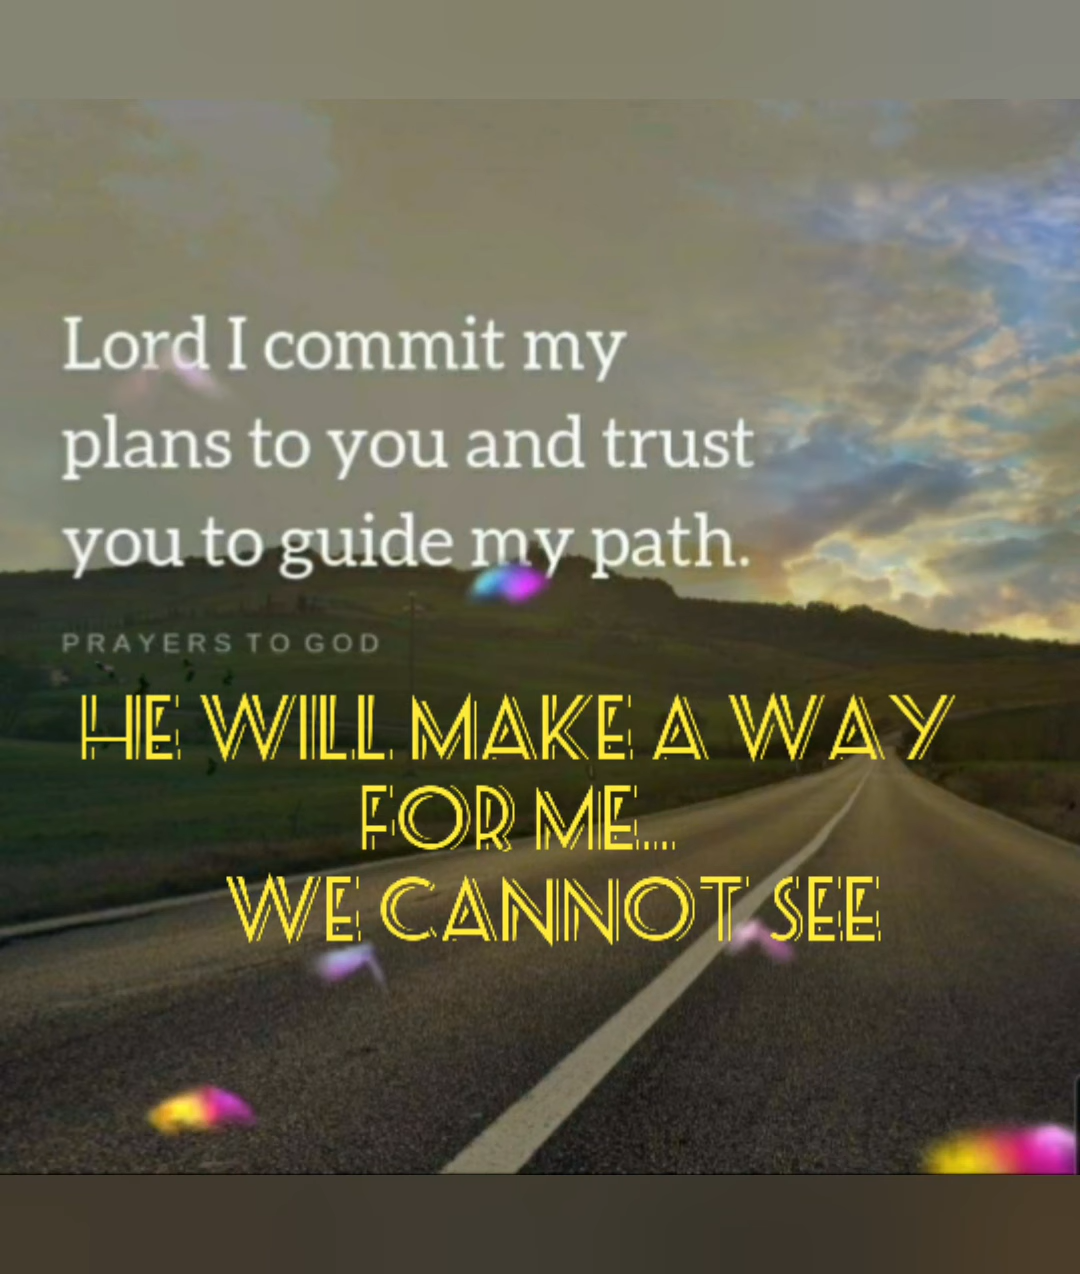 Lord I commit my
plans to you and trust
you to guide my path.
PRAYERS TO GOD
HE WILL MAKE A WAY
FOR ME....
WE CANNOT SEE